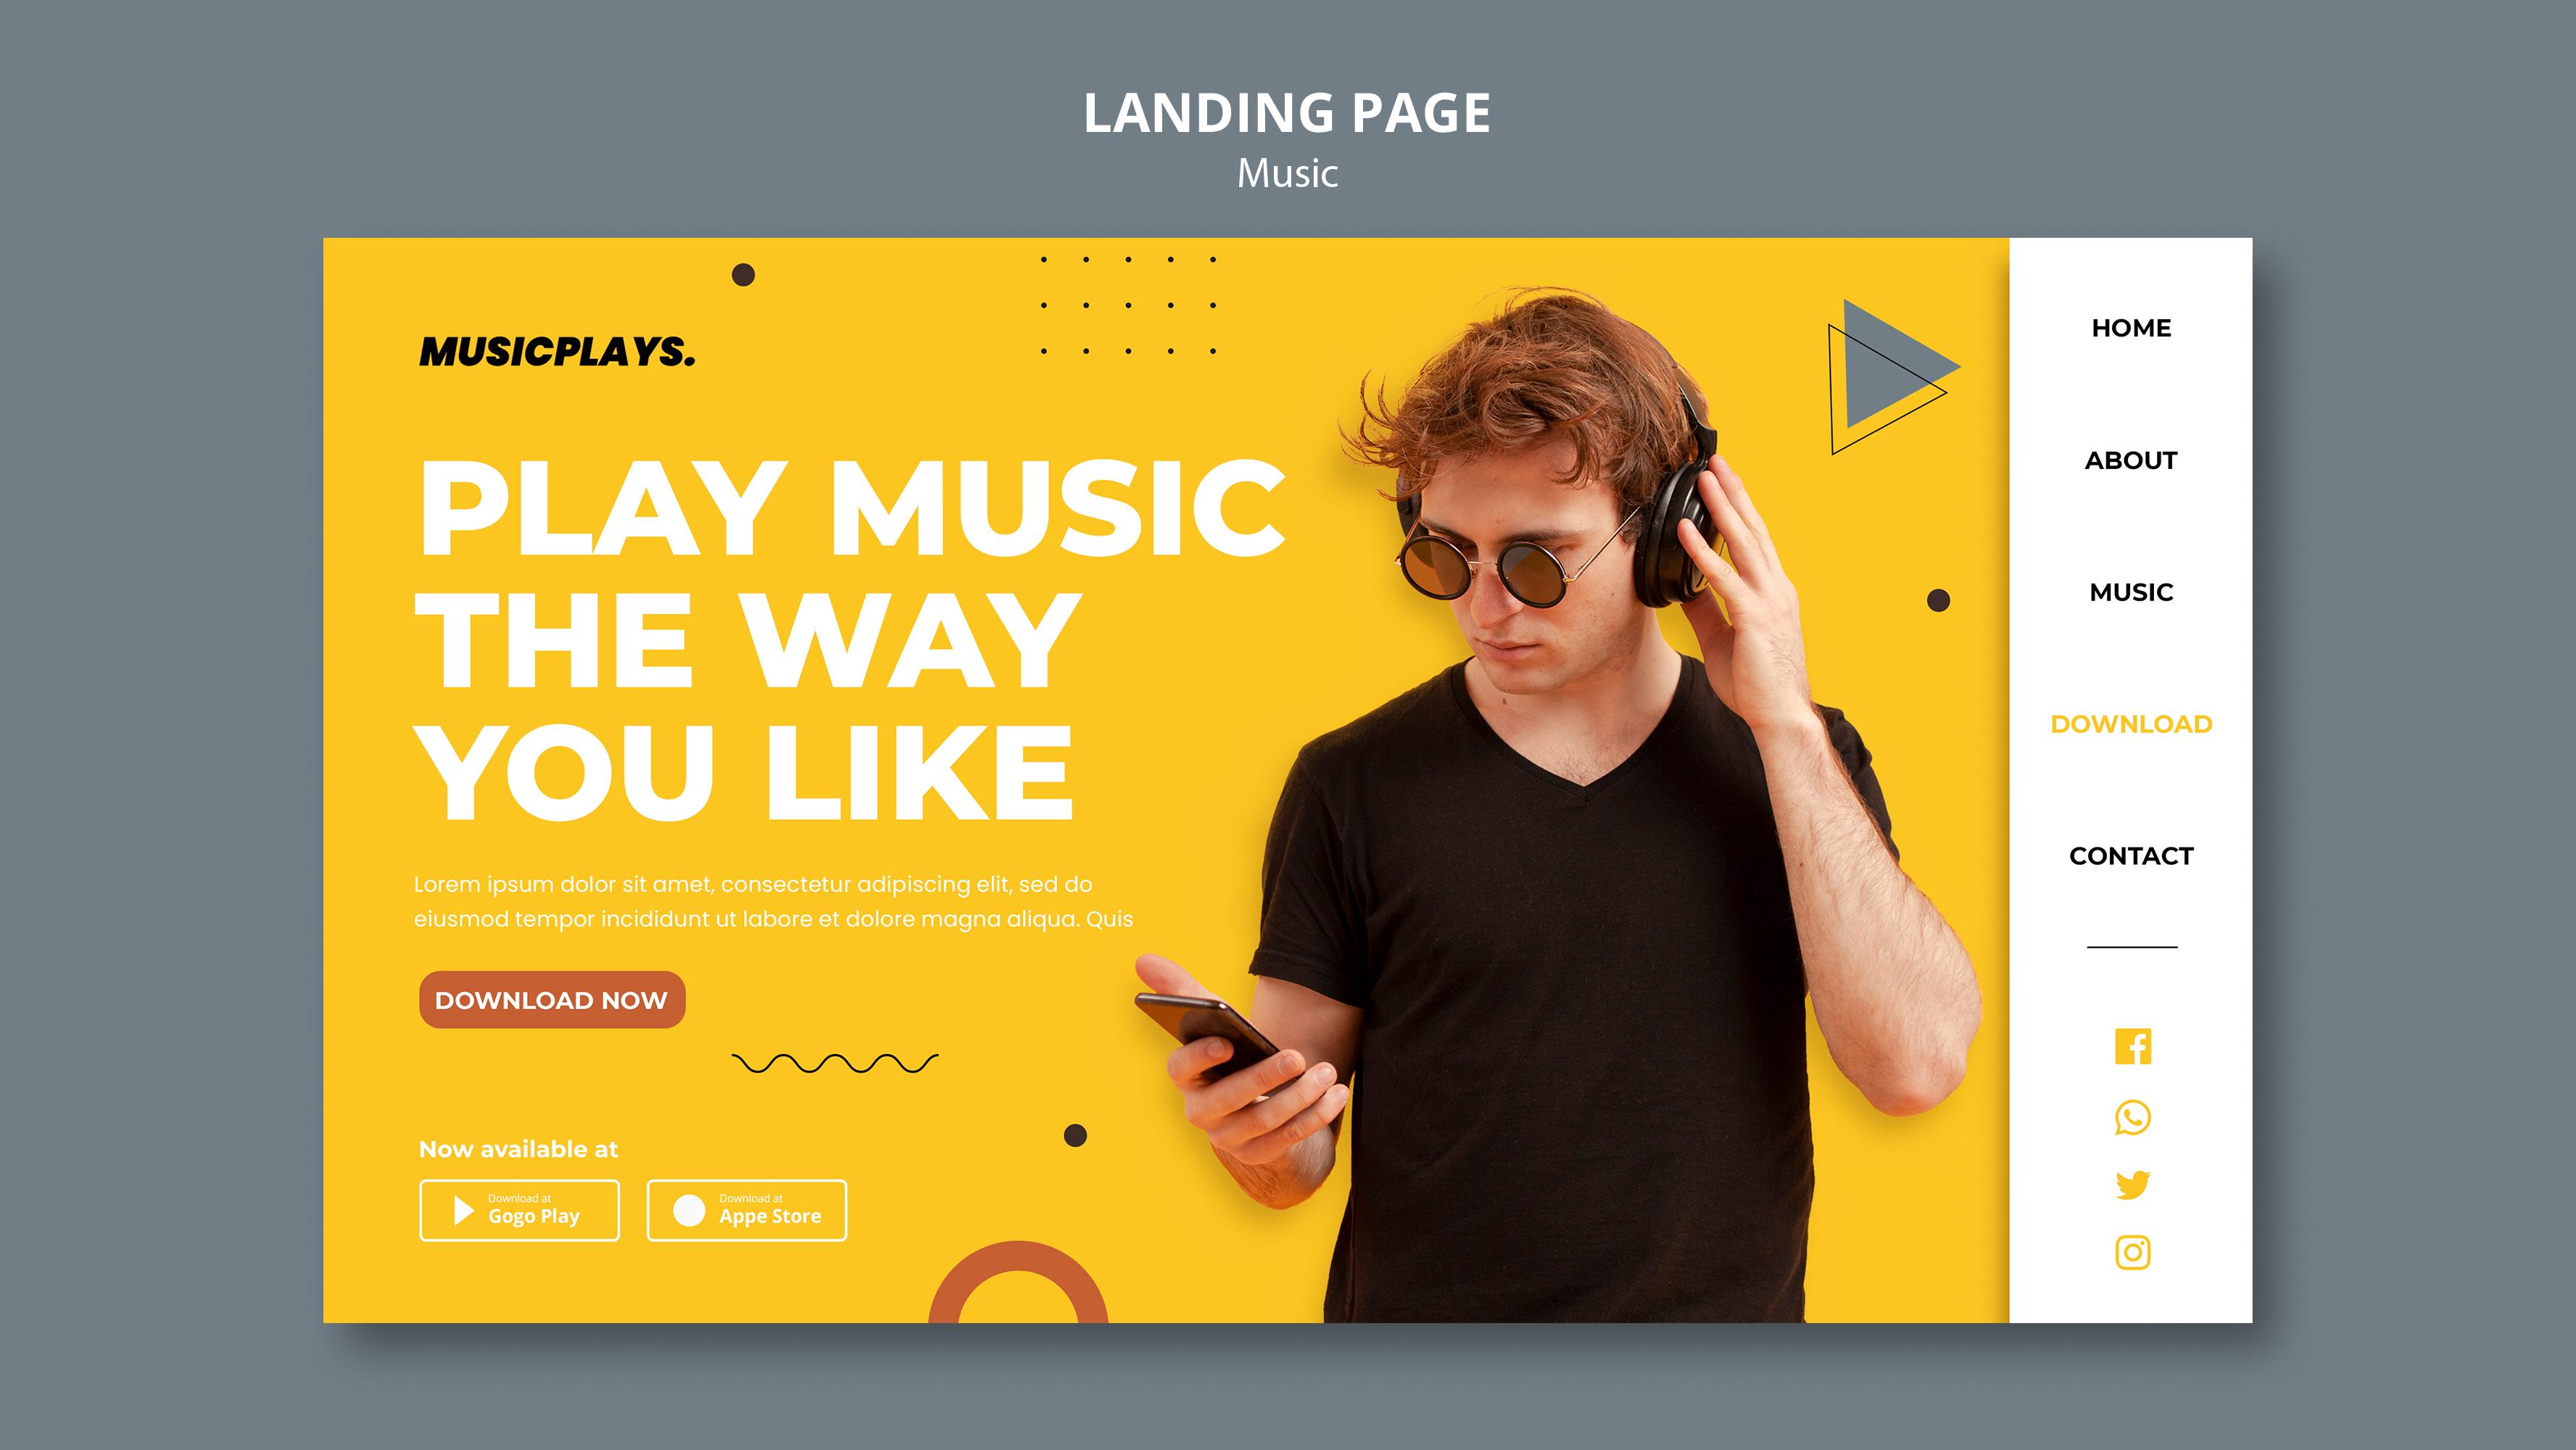 LANDING PAGE
Music
MUSICPLAYS.
PLAY MUSIC
THE WAY
YOU LIKE
Lorem ipsum dolor sit amet, consectetur adipiscing elit, sed do
eiusmod tempor incididunt ut labore et dolore magna aliqua. Quis
DOWNLOAD NOW
Now available at
Download at
Gogo Play
Download at
Appe Store
HOME
ABOUT
MUSIC
DOWNLOAD
CONTACT